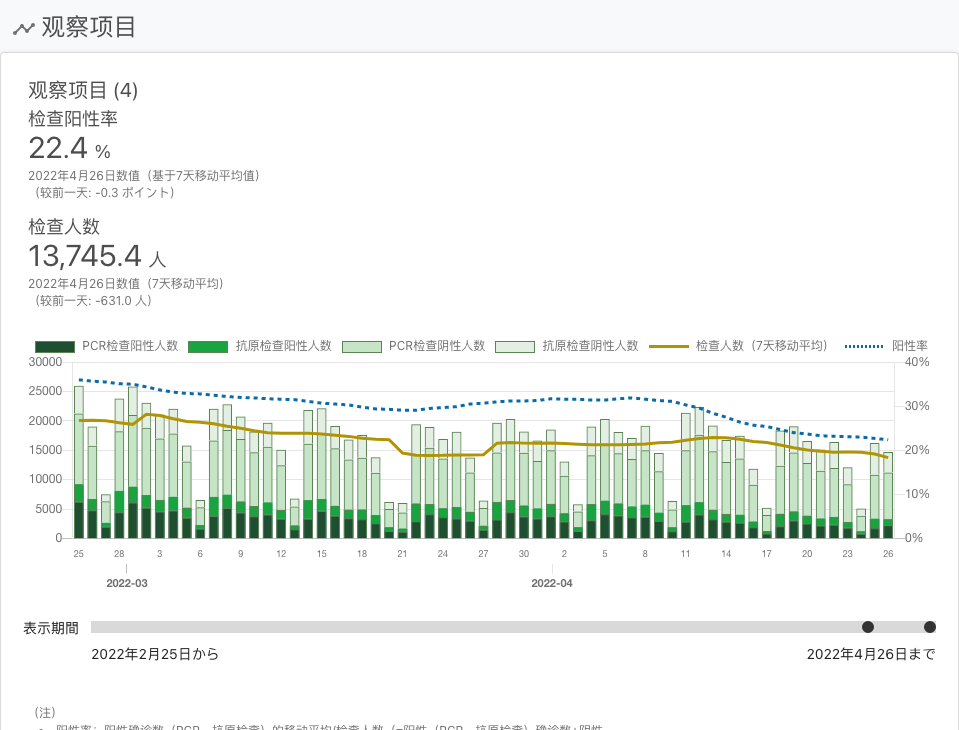 观察项目
观察项目 (4)
检查阳性率
22.4 %
2022年4月26日数值（基于7天移动平均值)
（较前一天: -0.3 ポイント）
检查人数
13,745.4 人
2022年4月26日数值（7天移动平均)
（较前一天: -631.0 人）
PCR检查阳性人数 抗原检查阳性人数 PCR检查阴性人数 抗原检查阴性人数 检查人数（7天移动平均） 阳性率
30000 40%
25000
20000 30%
15000 20%
10000
5000 10%
0 0%
25 28 3 6 9 12 15 18 21 24 27 30 2 5 8 11 14 17 20 23 26
2022-03 2022-04
表示期間
2022年2月25日から 2022年4月26日まで
（注）